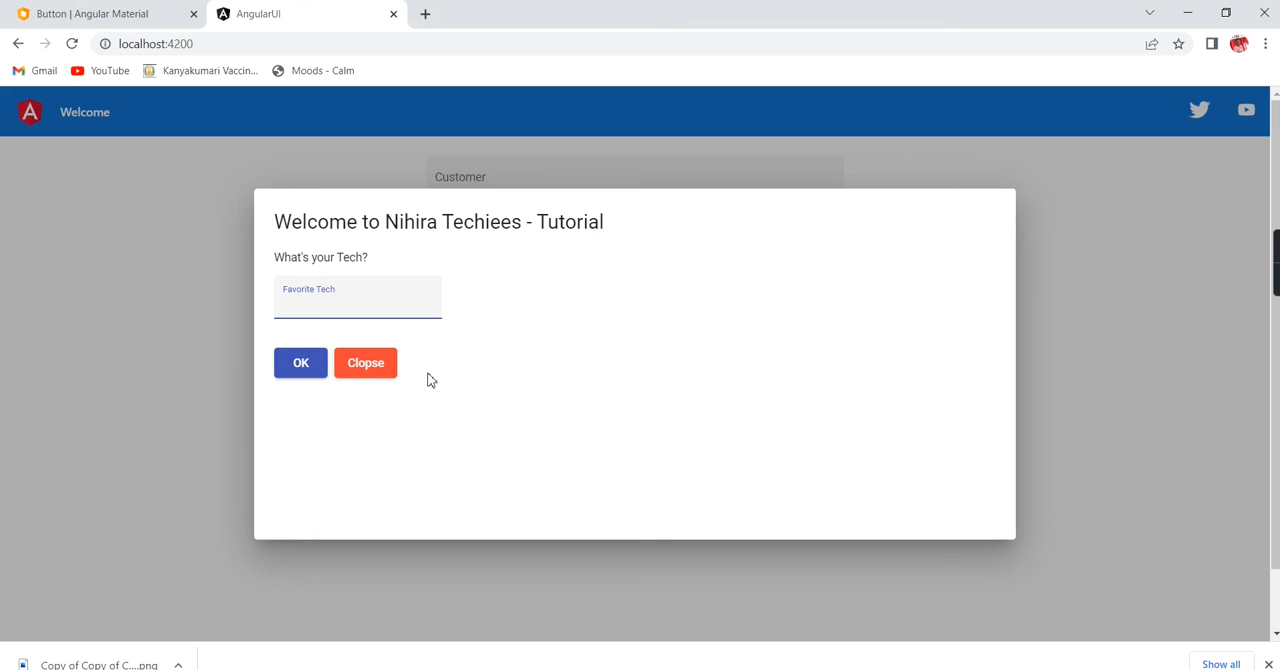 Button | Angular Material
AngularUI
localhost:4200
Gmail
YouTube
Kanyakumari Vaccin...
Moods - Calm
A
Welcome
Customer
Welcome to Nihira Techiees - Tutorial
What's your Tech?
Favorite Tech
OK
Clopse
Copy of Copy of C....png
Show all